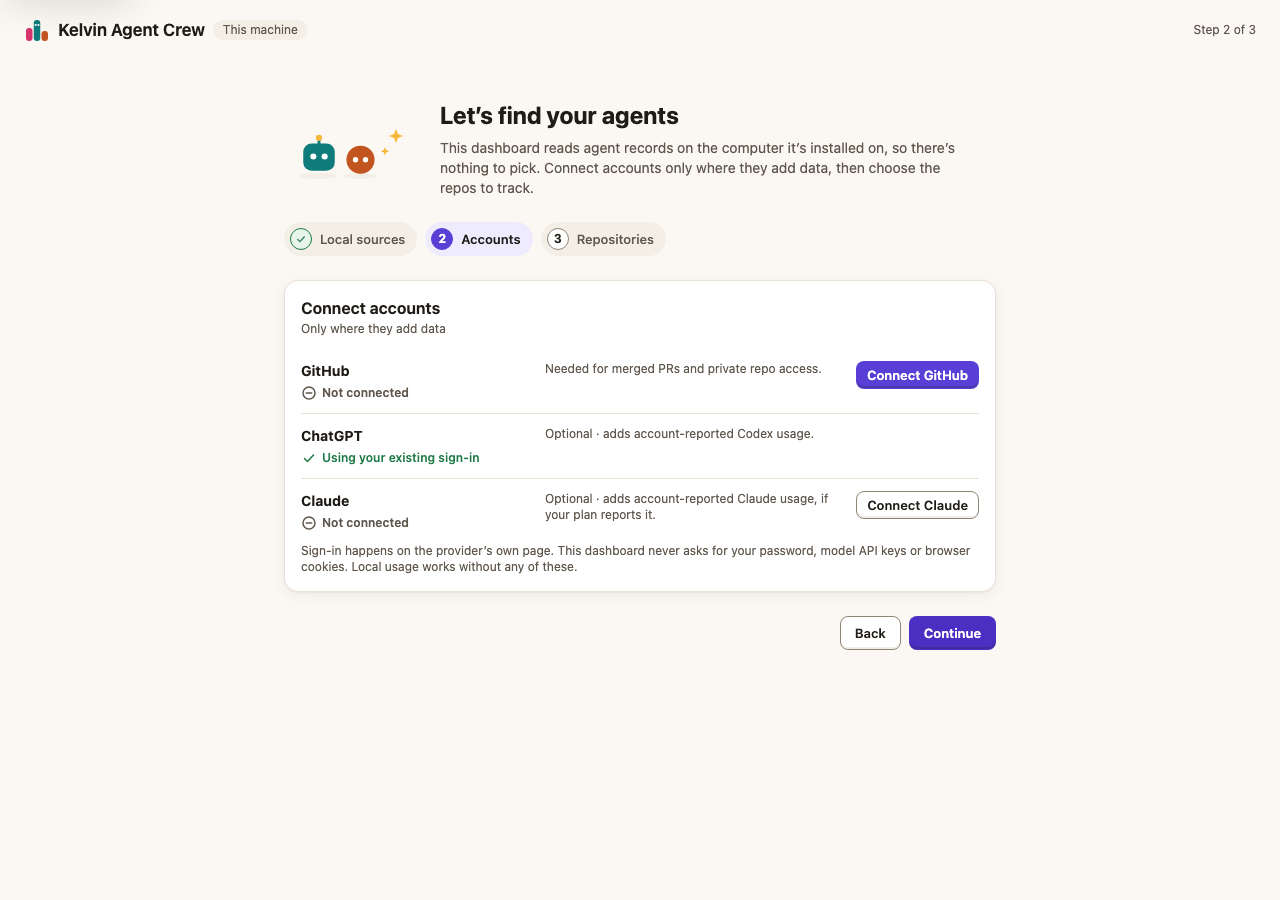 Kelvin Agent Crew
This machine
Step 2 of 3
Let’s find your agents
This dashboard reads agent records on the computer it’s installed on, so there’s
nothing to pick. Connect accounts only where they add data, then choose the
repos to track.
Local sources
2 Accounts
3 Repositories
Connect accounts
Only where they add data
GitHub
Not connected
Needed for merged PRs and private repo access.
Connect GitHub
ChatGPT
Using your existing sign-in
Optional · adds account-reported Codex usage.
Claude
Not connected
Optional · adds account-reported Claude usage, if
your plan reports it.
Connect Claude
Sign-in happens on the provider’s own page. This dashboard never asks for your password, model API keys or browser
cookies. Local usage works without any of these.
Back
Continue